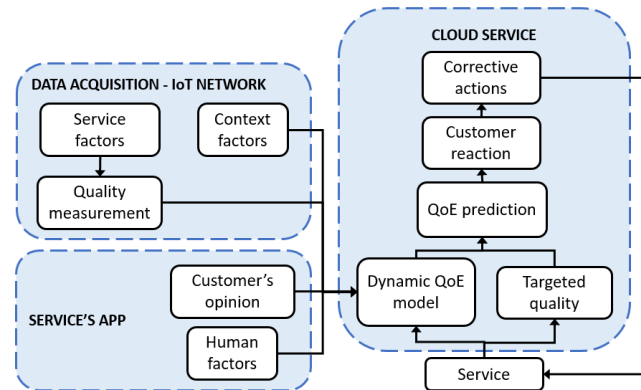 DATA ACQUISITION - IoT NETWORK
Service
factors
Context
factors
Quality
measurement
SERVICE'S APP
Customer's
opinion
Human
factors
CLOUD SERVICE
Corrective
actions
Customer
reaction
QoE prediction
Dynamic QoE
model
Targeted
quality
Service